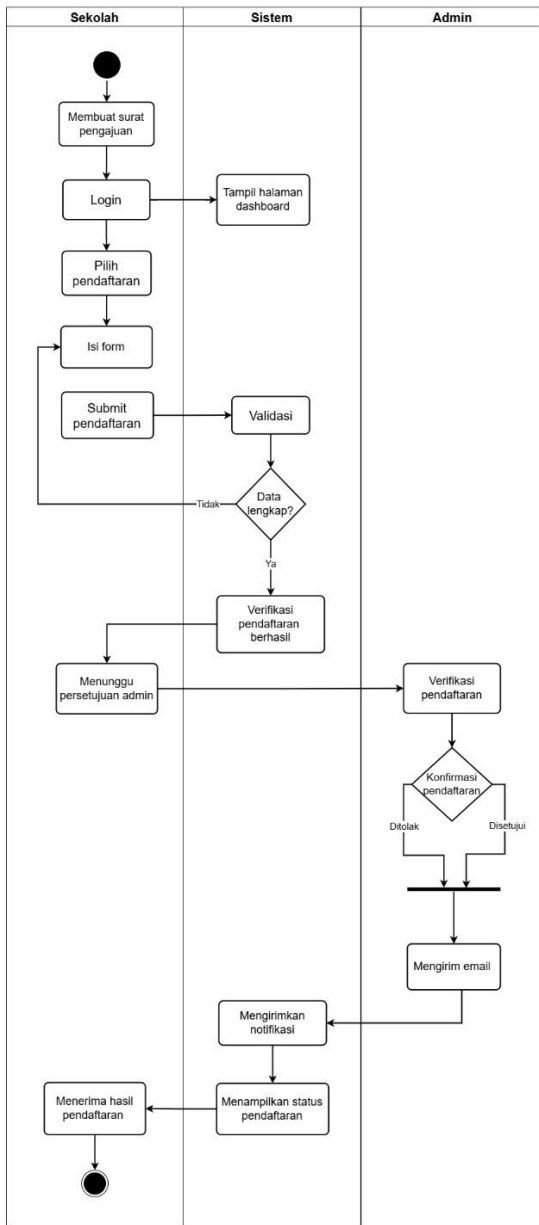 Sekolah
Sistem
Admin
Membuat surat
pengajuan
Login
Tampil halaman
dashboard
Pilih
pendaftaran
Isi form
Submit
pendaftaran
Validasi
Data
lengkap?
Tidak
Ya
Verifikasi
pendaftaran
berhasil
Menunggu
persetujuan admin
Verifikasi
pendaftaran
Konfirmasi
pendaftaran
Ditolak
Disetujui
Mengirim email
Mengirimkan
notifikasi
Menampilkan status
pendaftaran
Menerima hasil
pendaftaran